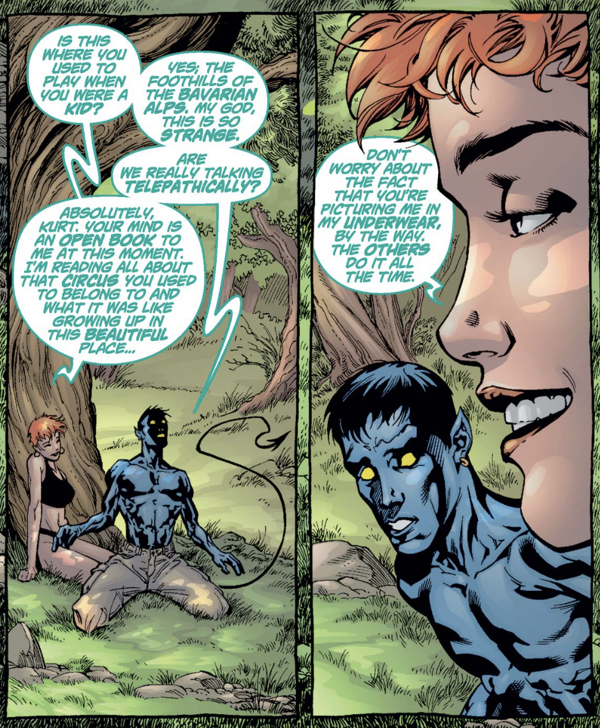 IS THIS
WHERE YOU
USED TO
PLAY WHEN
YOU WERE A
KID?
YES; THE
FOOTHILLS OF
THE BAVARIAN
ALPS. MY GOD,
THIS IS SO
STRANGE.
ARE
WE REALLY TALKING
TELEPATHICALLY?
ABSOLUTELY,
KURT. YOUR MIND IS
AN OPEN BOOK TO
ME AT THIS MOMENT.
I'M READING ALL ABOUT
THAT CIRCUS YOU USED
TO BELONG TO AND
WHAT IT WAS LIKE
GROWING UP IN
THIS BEAUTIFUL
PLACE...
DON'T
WORRY ABOUT
THE FACT
THAT YOU'RE
PICTURING ME IN
MY UNDERWEAR,
BY THE WAY.
THE OTHERS
DO IT ALL
THE TIME.